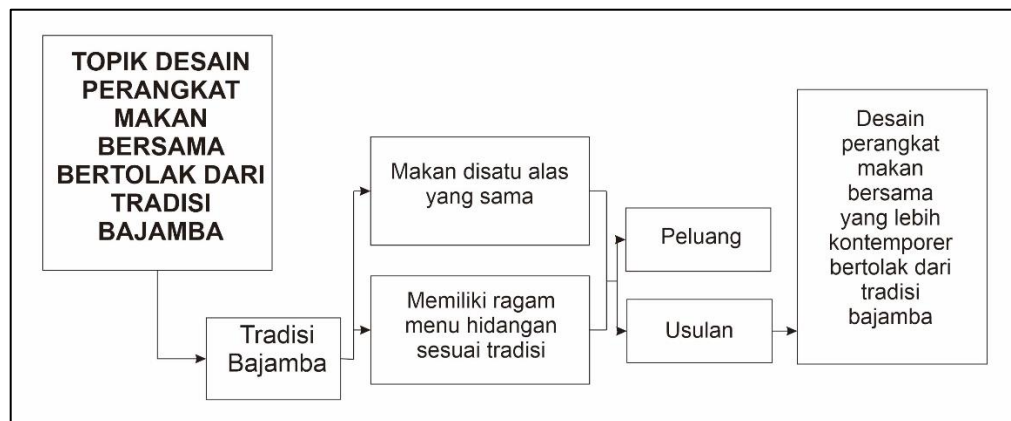 TOPIK DESAIN
PERANGKAT
MAKAN
BERSAMA
BERTOLAK DARI
TRADISI
BAJAMBA
Tradisi
Bajamba
Makan disatu alas
yang sama
Memiliki ragam
menu hidangan
sesuai tradisi
Peluang
Usulan
Desain
perangkat
makan
bersama
yang lebih
kontemporer
bertolak dari
tradisi
bajamba